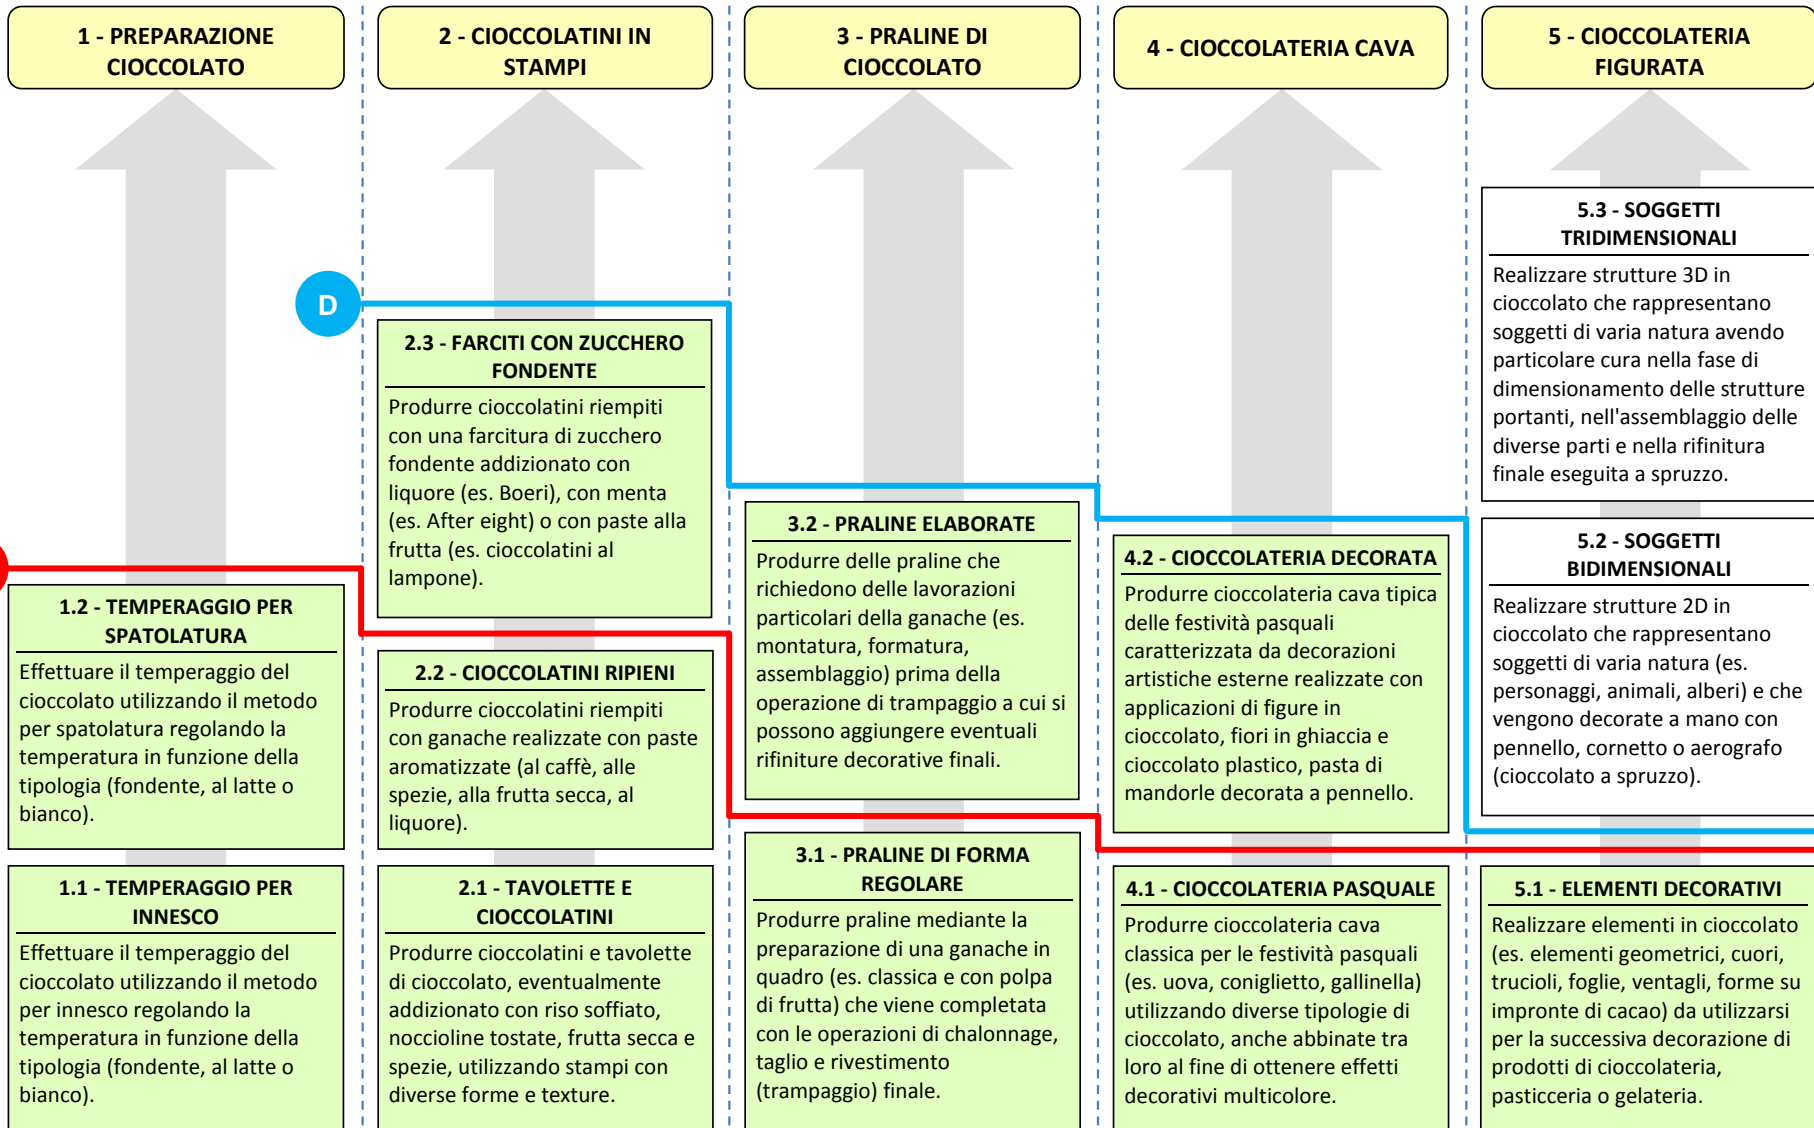 1 - PREPARAZIONE
CIOCCOLATO
2 - CIOCCOLATINI IN
STAMPI
3 - PRALINE DI
CIOCCOLATO
4 - CIOCCOLATERIA CAVA
5 - CIOCCOLATERIA
FIGURATA
D
1.2 - TEMPERAGGIO PER
SPATOLATURA
Effettuare il temperaggio del
cioccolato utilizzando il metodo
per spatolatura regolando la
temperatura in funzione della
tipologia (fondente, al latte o
bianco).
1.1 - TEMPERAGGIO PER
INNESCO
Effettuare il temperaggio del
cioccolato utilizzando il metodo
per innesco regolando la
temperatura in funzione della
tipologia (fondente, al latte o
bianco).
2.3 - FARCITI CON ZUCCHERO
FONDENTE
Produrre cioccolatini riempiti
con una farcitura di zucchero
fondente addizionato con
liquore (es. Boeri), con menta
(es. After eight) o con paste alla
frutta (es. cioccolatini al
lampone).
2.2 - CIOCCOLATINI RIPIENI
Produrre cioccolatini riempiti
con ganache realizzate con paste
aromatizzate (al caffè, alle
spezie, alla frutta secca, al
liquore).
2.1 - TAVOLETTE E
CIOCCOLATINI
Produrre cioccolatini e tavolette
di cioccolato, eventualmente
addizionato con riso soffiato,
noccioline tostate, frutta secca e
spezie, utilizzando stampi con
diverse forme e texture.
3.2 - PRALINE ELABORATE
Produrre delle praline che
richiedono delle lavorazioni
particolari della ganache (es.
montatura, formatura,
assemblaggio) prima della
operazione di trampaggio a cui si
possono aggiungere eventuali
rifiniture decorative finali.
3.1 - PRALINE DI FORMA
REGOLARE
Produrre praline mediante la
preparazione di una ganache in
quadro (es. classica e con polpa
di frutta) che viene completata
con le operazioni di chalonnage,
taglio e rivestimento
(trampaggio) finale.
4.2 - CIOCCOLATERIA DECORATA
Produrre cioccolateria cava tipica
delle festività pasquali
caratterizzata da decorazioni
artistiche esterne realizzate con
applicazioni di figure in
cioccolato, fiori in ghiaccia e
cioccolato plastico, pasta di
mandorle decorata a pennello.
4.1 - CIOCCOLATERIA PASQUALE
Produrre cioccolateria cava
classica per le festività pasquali
(es. uova, coniglietto, gallinella)
utilizzando diverse tipologie di
cioccolato, anche abbinate tra
loro al fine di ottenere effetti
decorativi multicolore.
5.3 - SOGGETTI
TRIDIMENSIONALI
Realizzare strutture 3D in
cioccolato che rappresentano
soggetti di varia natura avendo
particolare cura nella fase di
dimensionamento delle strutture
portanti, nell'assemblaggio delle
diverse parti e nella rifinitura
finale eseguita a spruzzo.
5.2 - SOGGETTI
BIDIMENSIONALI
Realizzare strutture 2D in
cioccolato che rappresentano
soggetti di varia natura (es.
personaggi, animali, alberi) e che
vengono decorate a mano con
pennello, cornetto o aerografo
(cioccolato a spruzzo).
5.1 - ELEMENTI DECORATIVI
Realizzare elementi in cioccolato
(es. elementi geometrici, cuori,
trucioli, foglie, ventagli, forme su
impronte di cacao) da utilizzarsi
per la successiva decorazione di
prodotti di cioccolateria,
pasticceria o gelateria.